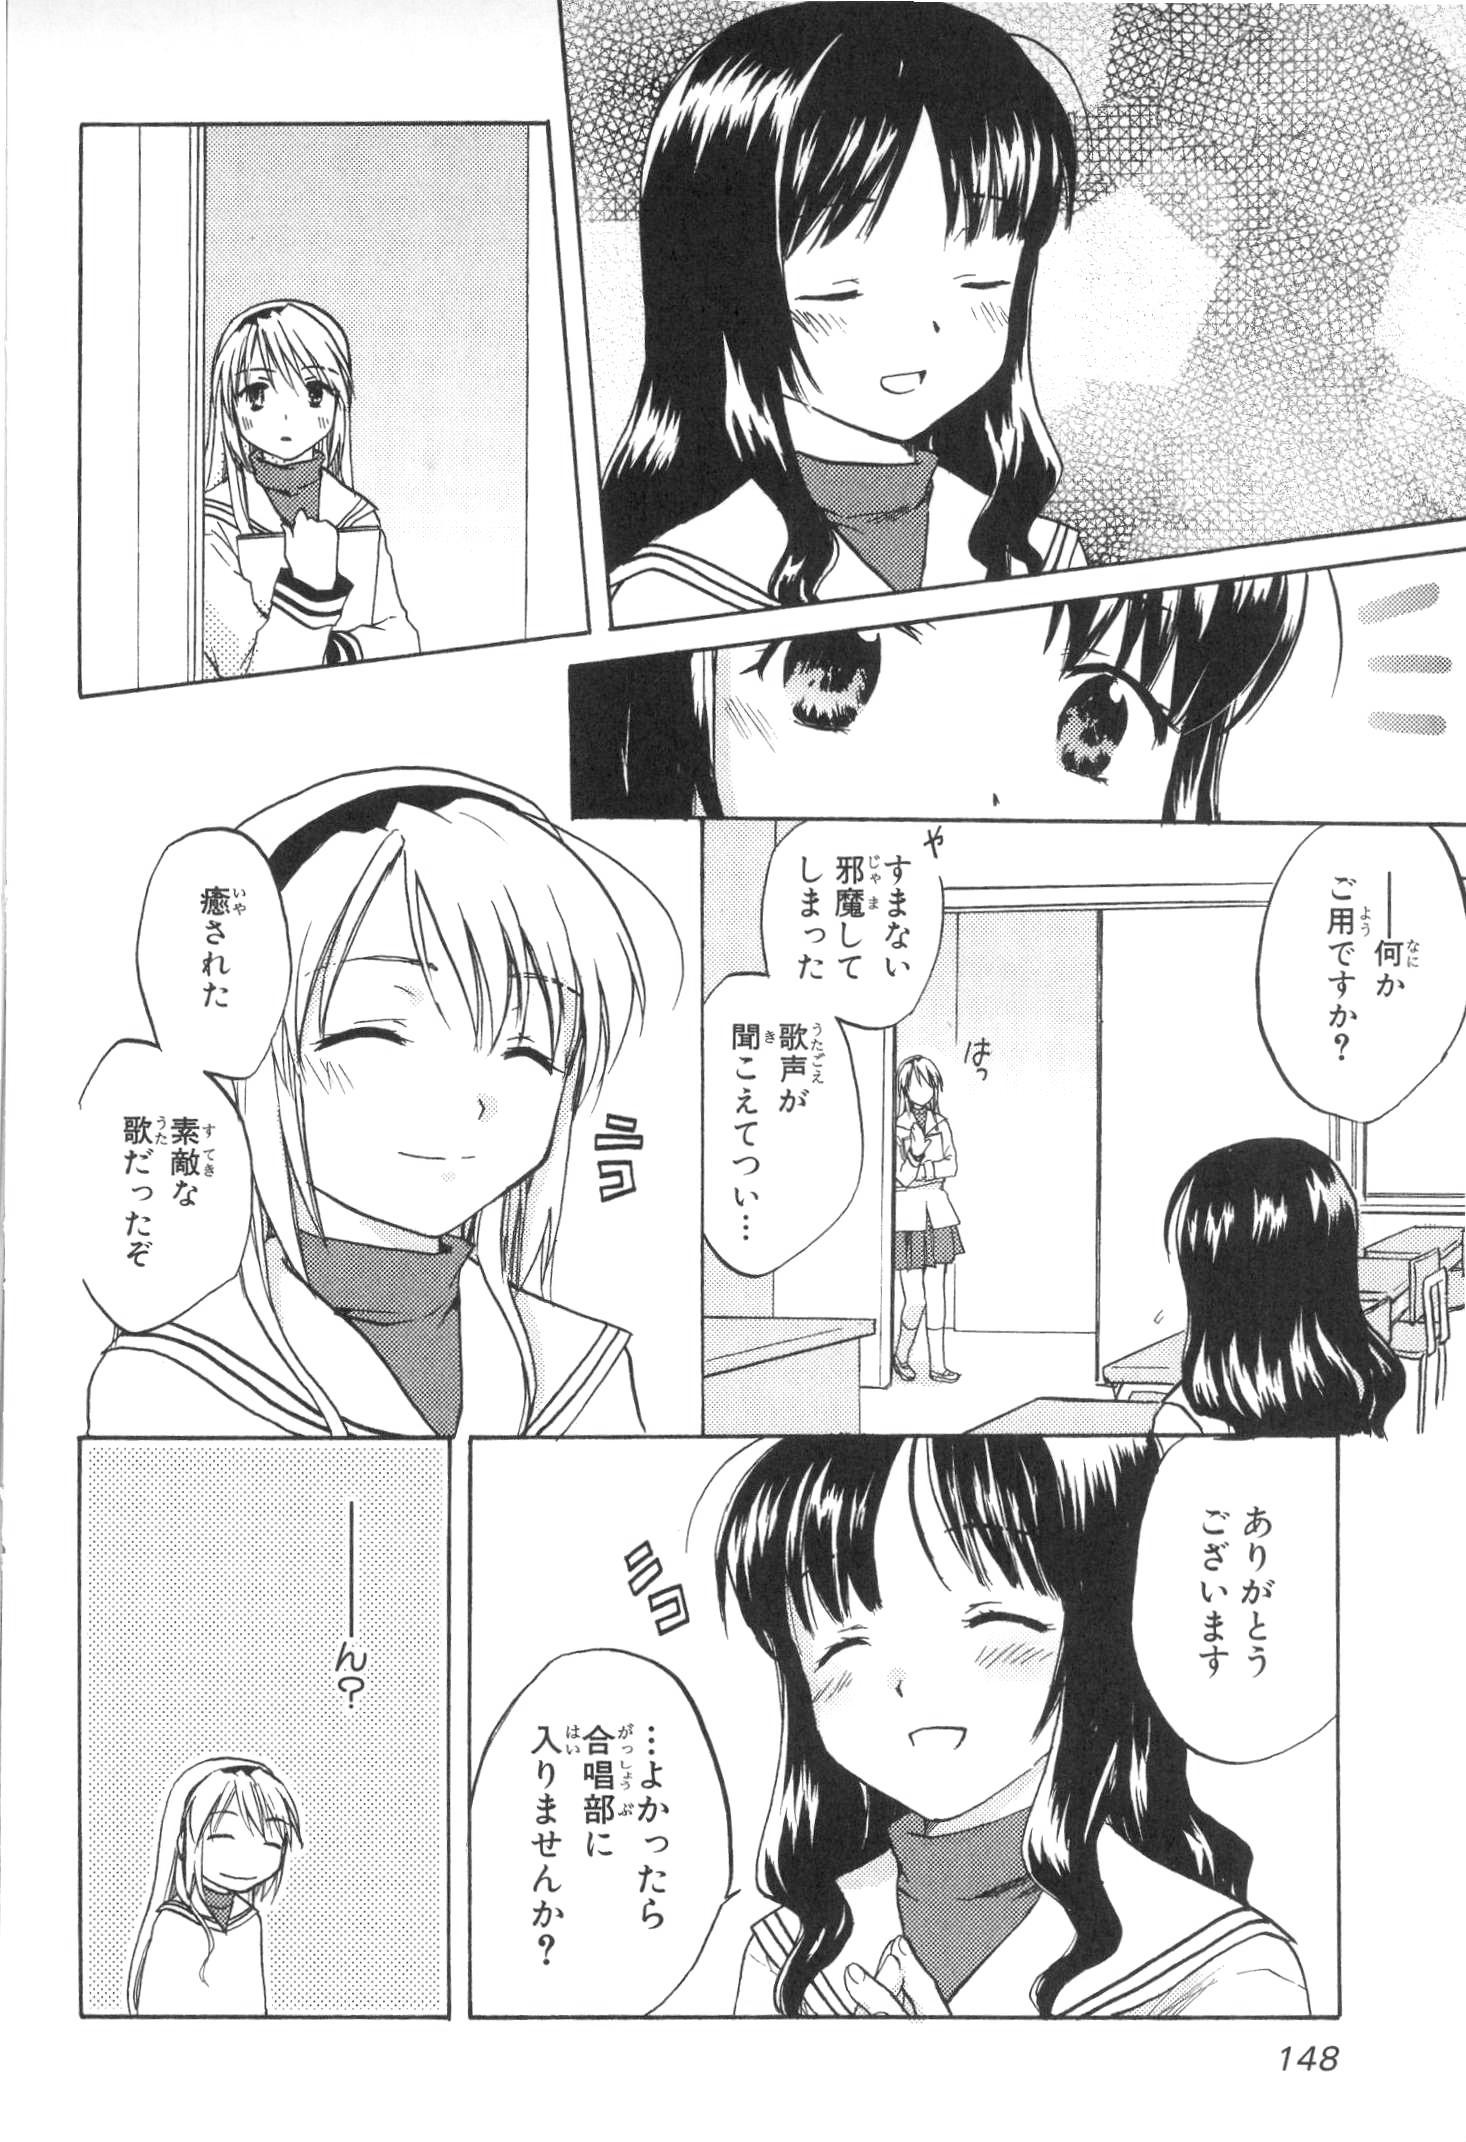 ――何か
ご用ですか?
はっ
や
すまない
邪魔して
しまった
歌声が
聞こえてつい…
癒された
素敵な
歌だったぞ
ニコ
ありがとう
ございます
ニコ
…よかったら
合唱部に
入りませんか?
――ん?
148